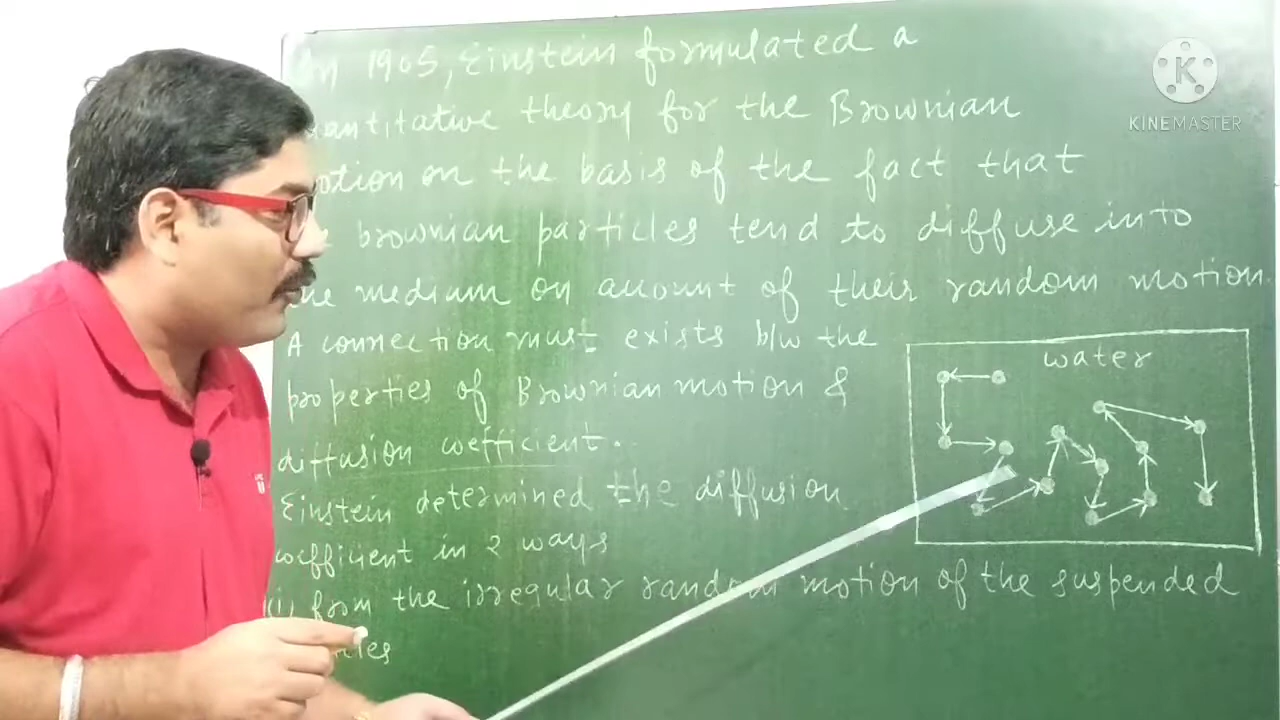 1905, Einstein formulated a
antitative theory for the Brownian
otion on the basis of the fact that
brownian particles tend to diffuse into
medium on account of their random motion.
A connection must exists b/w the
properties of Brownian motion &
diffusion coefficient.
Einstein determined the diffusion
coefficient in 2 ways
(i) from the irregular random motion of the suspended
water
K
KINEMASTER